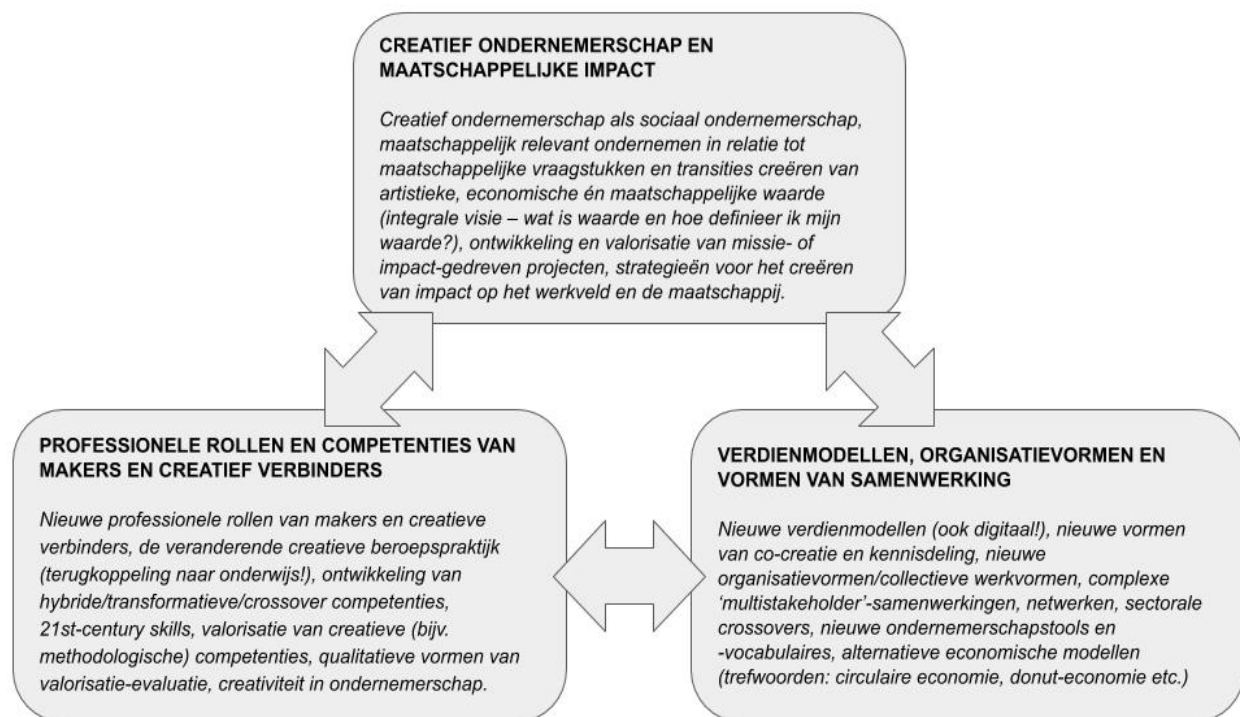 CREATIEF ONDERNEMERSCHAP EN
MAATSCHAPPELIJKE IMPACT
Creatief ondernemerschap als sociaal ondernemerschap,
maatschappelijk relevant ondernemen in relatie tot
maatschappelijke vraagstukken en transities creëren van
artistieke, economische én maatschappelijke waarde
(integrale visie – wat is waarde en hoe definieer ik mijn
waarde?), ontwikkeling en valorisatie van missie- of
impact-gedreven projecten, strategieën voor het creëren
van impact op het werkveld en de maatschappij.
PROFESSIONELE ROLLEN EN COMPETENTIES VAN
MAKERS EN CREATIEF VERBINDERS
Nieuwe professionele rollen van makers en creatieve
verbinders, de veranderende creatieve beroepspraktijk
(terugkoppeling naar onderwijs!), ontwikkeling van
hybride/transformatieve/crossover competenties,
21st-century skills, valorisatie van creatieve (bijv.
methodologische) competenties, qualitatieve vormen van
valorisatie-evaluatie, creativiteit in ondernemerschap.
VERDIENMODELLEN, ORGANISATIEVORMEN EN
VORMEN VAN SAMENWERKING
Nieuwe verdienmodellen (ook digitaal!), nieuwe vormen
van co-creatie en kennisdeling, nieuwe
organisatievormen/collectieve werkvormen, complexe
‘multistakeholder’-samenwerkingen, netwerken, sectorale
crossovers, nieuwe ondernemerschapstools en
-vocabulaires, alternatieve economische modellen
(trefwoorden: circulaire economie, donut-economie etc.)